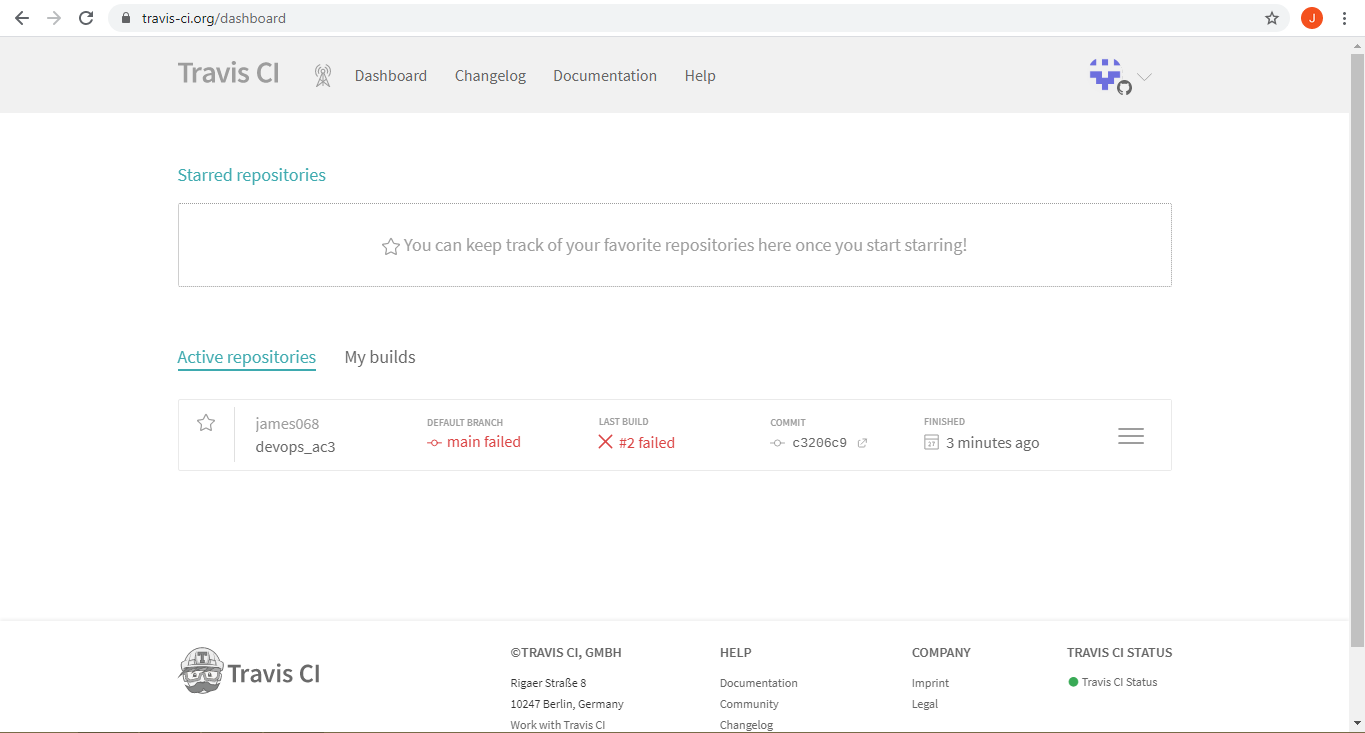 travis-ci.org/dashboard
J
Travis CI
Dashboard
Changelog
Documentation
Help
Starred repositories
You can keep track of your favorite repositories here once you start starring!
Active repositories
My builds
james068
devops_ac3
DEFAULT BRANCH
main failed
LAST BUILD
#2 failed
COMMIT
c3206c9
FINISHED
27
3 minutes ago
T
Travis CI
©TRAVIS CI, GMBH
Rigaer Straße 8
10247 Berlin, Germany
Work with Travis CI
HELP
Documentation
Community
Changelog
COMPANY
Imprint
Legal
TRAVIS CI STATUS
Travis CI Status